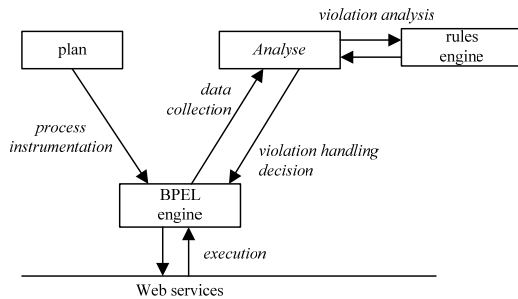 violation analysis
plan
Analyse
rules
engine
data
collection
process
instrumentation
violation handling
decision
BPEL
engine
execution
Web services